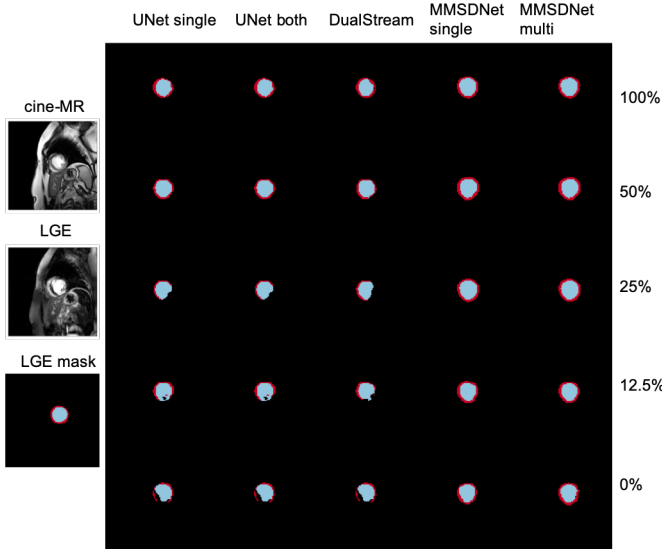 UNet single
UNet both
DualStream
MMSDNet
single
MMSDNet
multi
cine-MR
100%
50%
LGE
25%
LGE mask
12.5%
0%